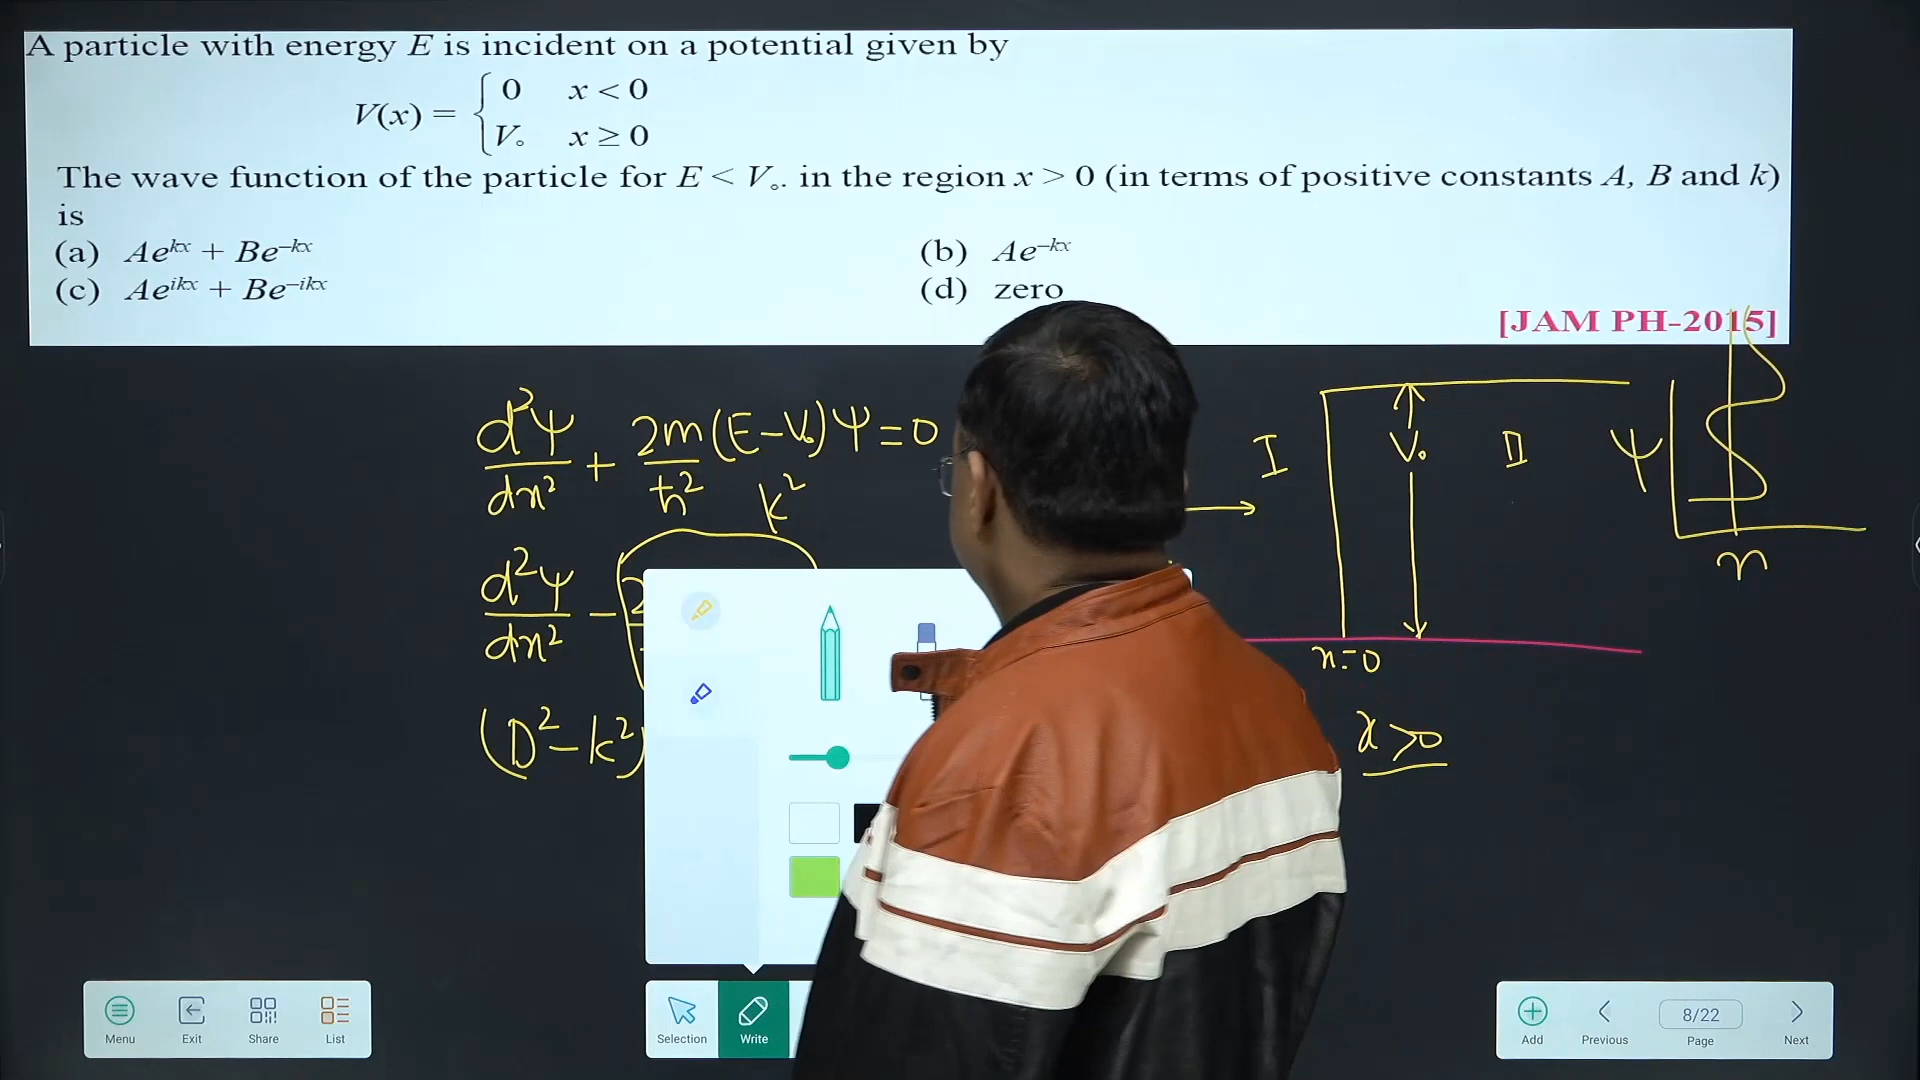 A particle with energy E is incident on a potential given by
V(x) = { 0 x < 0
V∘ x ≥ 0
The wave function of the particle for E < V∘. in the region x > 0 (in terms of positive constants A, B and k)
is
(a) Ae^{kx} + Be^{–kx} (b) Ae^{–kx}
(c) Ae^{ikx} + Be^{–ikx} (d) zero
[JAM PH-2015]
d²ψ/dx² + 2m/ħ² (E – V₀) ψ = 0
k²
d²ψ/dx² – 2
(D² – k²)
I V₀ II ψ
x
x=0
x > 0
Menu Exit Share List
Selection Write
Add Previous 8/22 Page Next